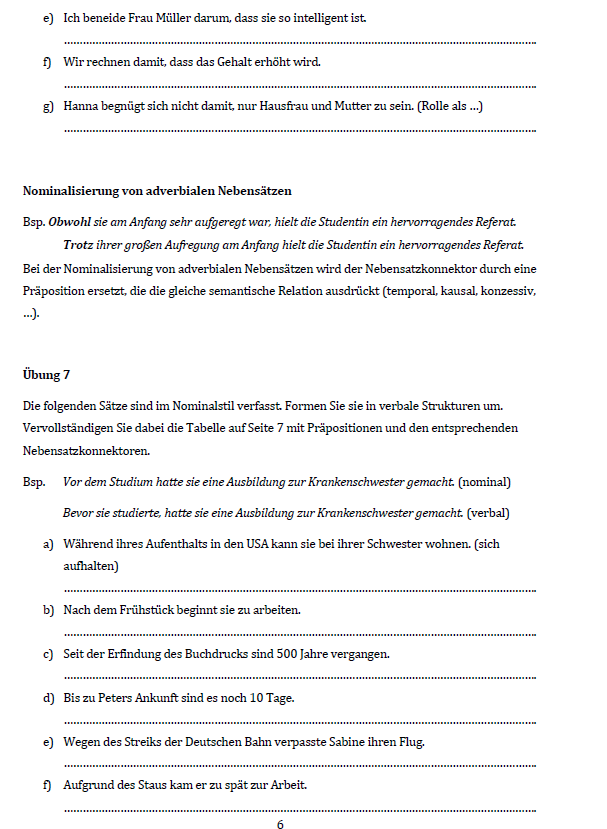 e) Ich beneide Frau Müller darum, dass sie so intelligent ist.
................................................................................
f) Wir rechnen damit, dass das Gehalt erhöht wird.
................................................................................
g) Hanna begnügt sich nicht damit, nur Hausfrau und Mutter zu sein. (Rolle als ...)
................................................................................
Nominalisierung von adverbialen Nebensätzen
Bsp. Obwohl sie am Anfang sehr aufgeregt war, hielt die Studentin ein hervorragendes Referat.
Trotz ihrer großen Aufregung am Anfang hielt die Studentin ein hervorragendes Referat.
Bei der Nominalisierung von adverbialen Nebensätzen wird der Nebensatzkonnektor durch eine
Präposition ersetzt, die die gleiche semantische Relation ausdrückt (temporal, kausal, konzessiv,
...).
Übung 7
Die folgenden Sätze sind im Nominalstil verfasst. Formen Sie sie in verbale Strukturen um.
Vervollständigen Sie dabei die Tabelle auf Seite 7 mit Präpositionen und den entsprechenden
Nebensatzkonnektoren.
Bsp. Vor dem Studium hatte sie eine Ausbildung zur Krankenschwester gemacht. (nominal)
Bevor sie studierte, hatte sie eine Ausbildung zur Krankenschwester gemacht. (verbal)
a) Während ihres Aufenthalts in den USA kann sie bei ihrer Schwester wohnen. (sich
aufhalten)
................................................................................
b) Nach dem Frühstück beginnt sie zu arbeiten.
................................................................................
c) Seit der Erfindung des Buchdrucks sind 500 Jahre vergangen.
................................................................................
d) Bis zu Peters Ankunft sind es noch 10 Tage.
................................................................................
e) Wegen des Streiks der Deutschen Bahn verpasste Sabine ihren Flug.
................................................................................
f) Aufgrund des Staus kam er zu spät zur Arbeit.
................................................................................
6